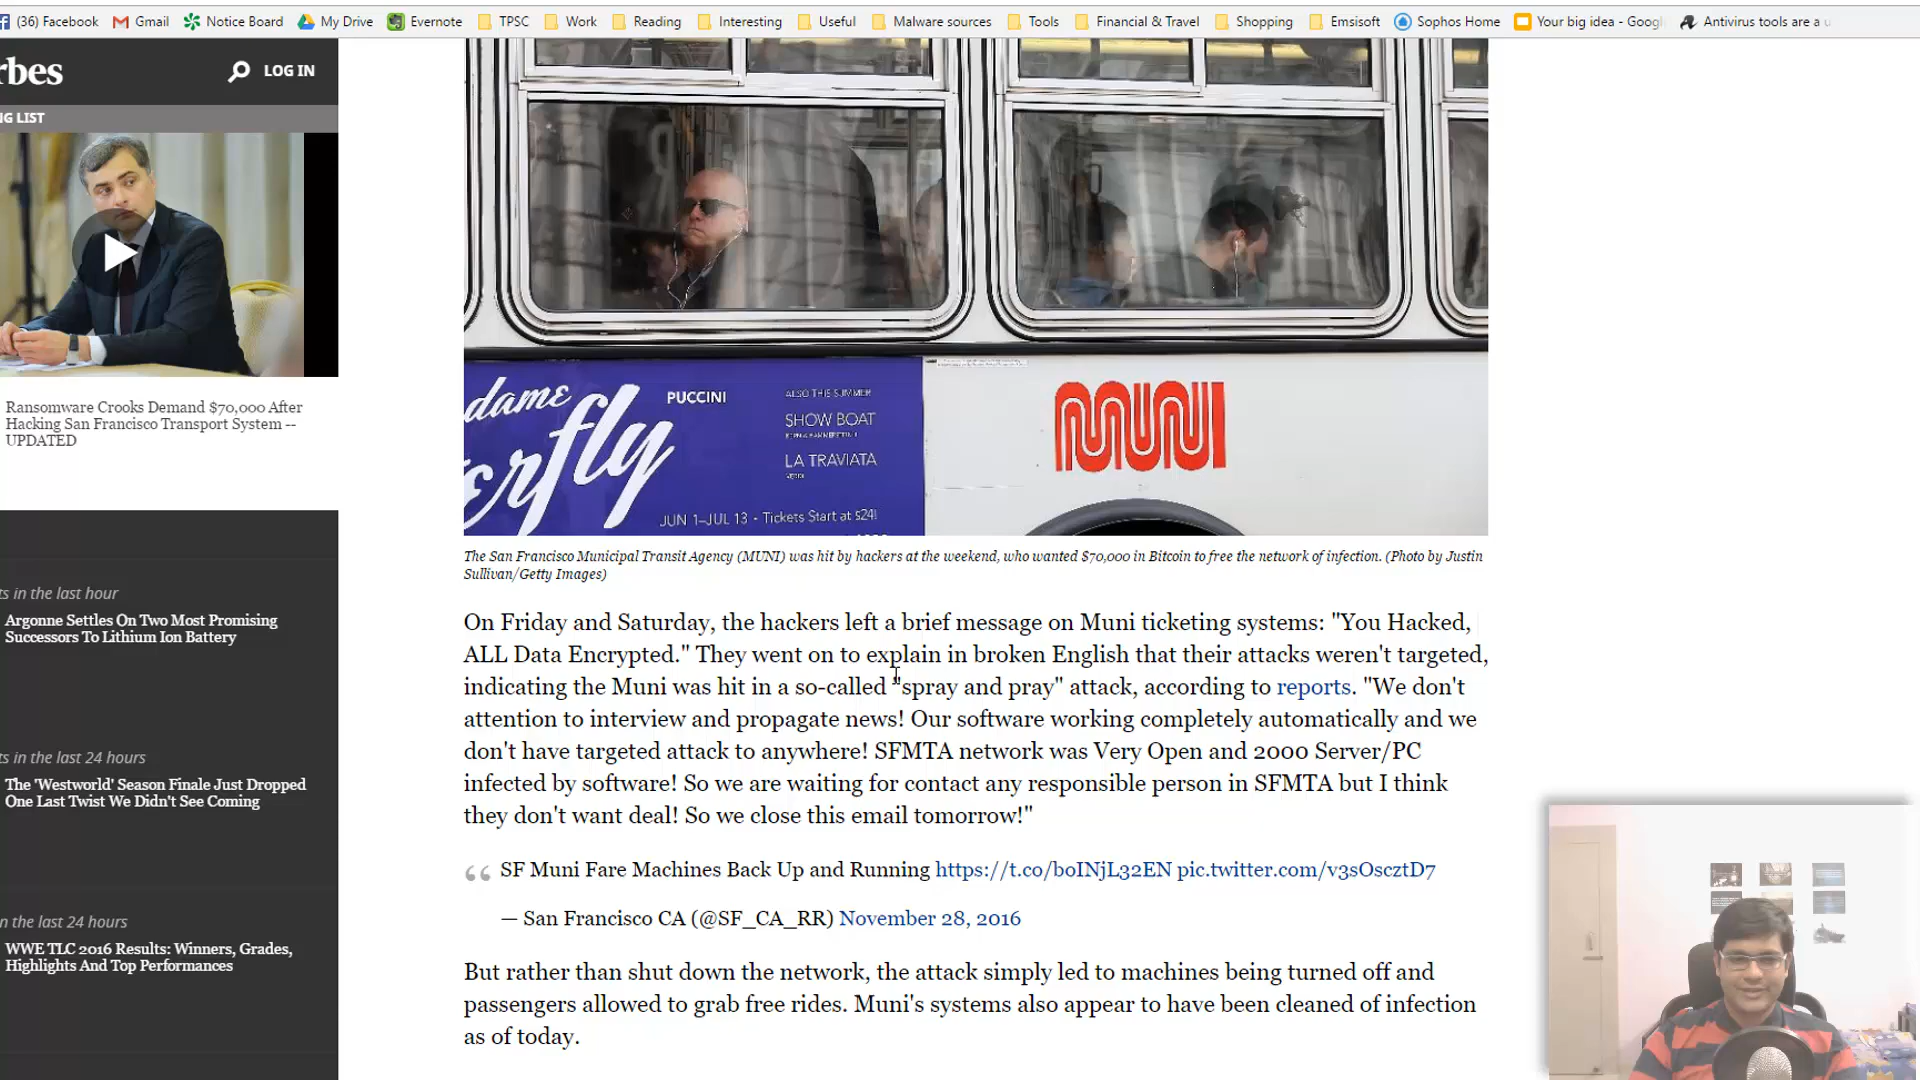 (36) Facebook Gmail Notice Board My Drive Evernote TPSC Work Reading Interesting Useful Malware sources Tools Financial & Travel Shopping Emsisoft Sophos Home Your big idea - Googl Antivirus tools are a u
rbes
LOG IN
NG LIST
Ransomware Crooks Demand $70,000 After
Hacking San Francisco Transport System --
UPDATED
ts in the last hour
Argonne Settles On Two Most Promising
Successors To Lithium Ion Battery
ts in the last 24 hours
The 'Westworld' Season Finale Just Dropped
One Last Twist We Didn't See Coming
n the last 24 hours
WWE TLC 2016 Results: Winners, Grades,
Highlights And Top Performances
dame
erfly
PUCCINI
ALSO THIS SUMMER
SHOW BOAT
LA TRAVIATA
VERDI
JUN 1–JUL 13 • Tickets Start at $24!
MUNI
The San Francisco Municipal Transit Agency (MUNI) was hit by hackers at the weekend, who wanted $70,000 in Bitcoin to free the network of infection. (Photo by Justin
Sullivan/Getty Images)
On Friday and Saturday, the hackers left a brief message on Muni ticketing systems: "You Hacked,
ALL Data Encrypted." They went on to explain in broken English that their attacks weren't targeted,
indicating the Muni was hit in a so-called "spray and pray" attack, according to reports. "We don't
attention to interview and propagate news! Our software working completely automatically and we
don't have targeted attack to anywhere! SFMTA network was Very Open and 2000 Server/PC
infected by software! So we are waiting for contact any responsible person in SFMTA but I think
they don't want deal! So we close this email tomorrow!"
“ SF Muni Fare Machines Back Up and Running https://t.co/boINjL32EN pic.twitter.com/v3sOscztD7
— San Francisco CA (@SF_CA_RR) November 28, 2016
But rather than shut down the network, the attack simply led to machines being turned off and
passengers allowed to grab free rides. Muni's systems also appear to have been cleaned of infection
as of today.